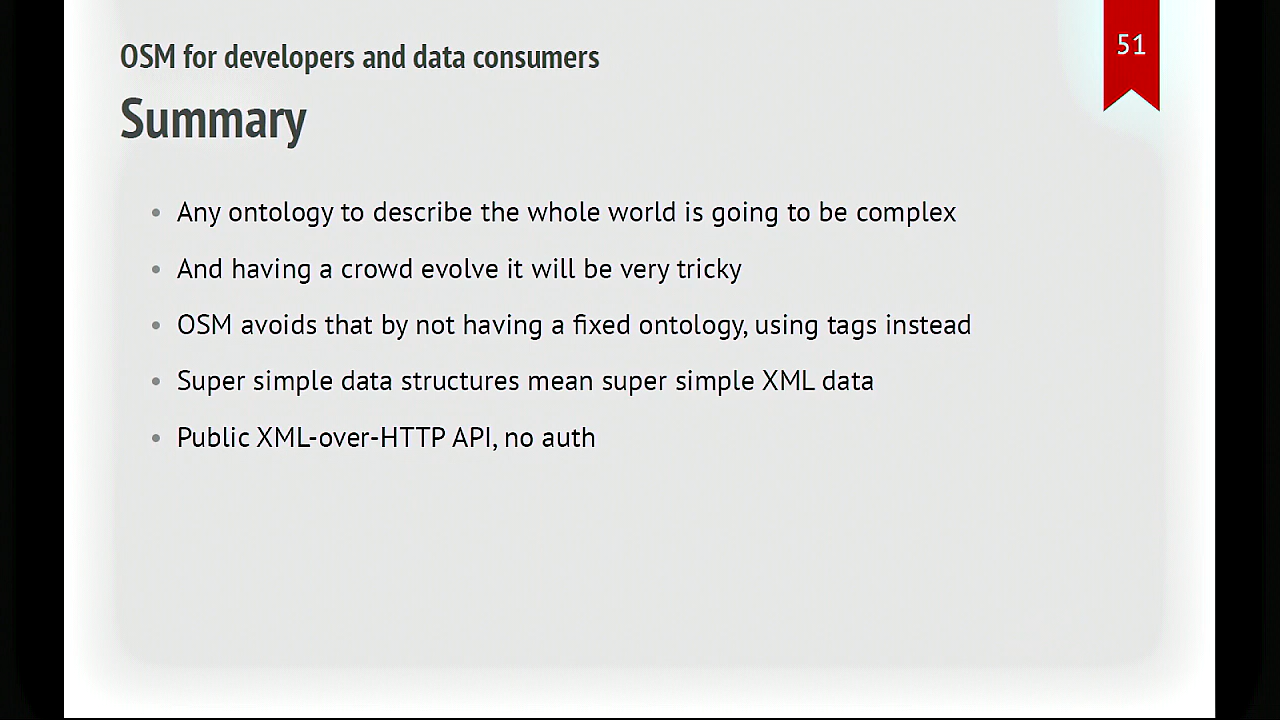 OSM for developers and data consumers
51
Summary
• Any ontology to describe the whole world is going to be complex
• And having a crowd evolve it will be very tricky
• OSM avoids that by not having a fixed ontology, using tags instead
• Super simple data structures mean super simple XML data
• Public XML-over-HTTP API, no auth